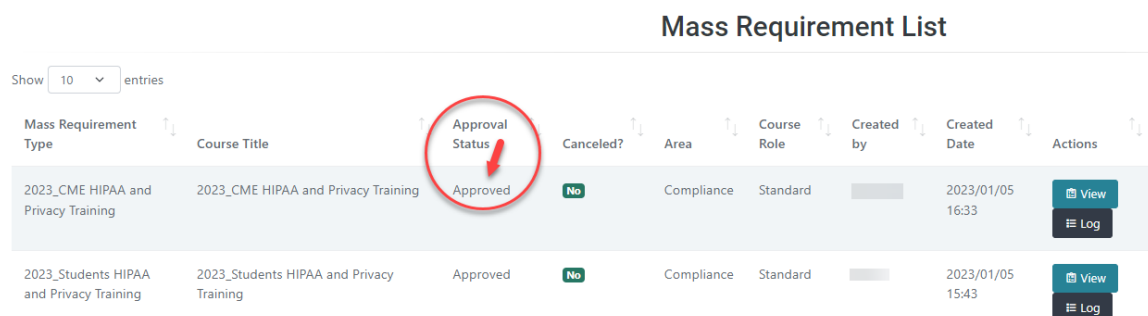 Mass Requirement List
Show 10 entries
Mass Requirement
Type
Course Title
Approval
Status
Canceled?
Area
Course
Role
Created
by
Created
Date
Actions
2023_CME HIPAA and
Privacy Training
2023_CME HIPAA and Privacy Training
Approved
No
Compliance
Standard
2023/01/05
16:33
View
Log
2023_Students HIPAA
and Privacy Training
2023_Students HIPAA and Privacy
Training
Approved
No
Compliance
Standard
2023/01/05
15:43
View
Log